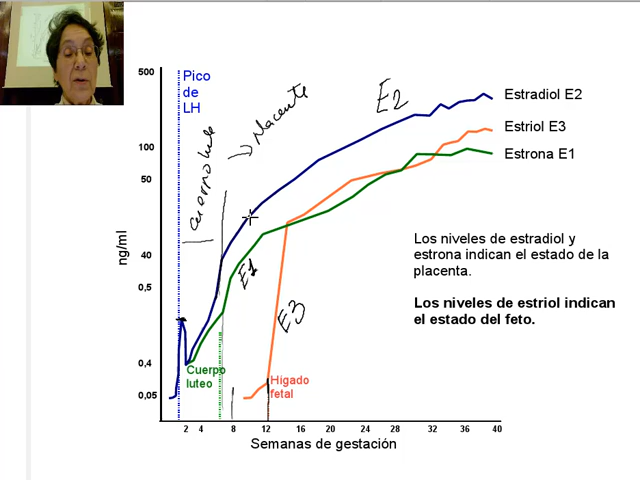 500
100
50
40
0,5
0,4
0,05
ng/ml
Pico
de
LH
Cuerpo
luteo
Hígado
fetal
E2
E1
E3
Placenta
Estradiol E2
Estriol E3
Estrona E1
Los niveles de estradiol y
estrona indican el estado de la
placenta.
Los niveles de estriol indican
el estado del feto.
2 4 8 12 16 20 24 28 32 36 40
Semanas de gestación